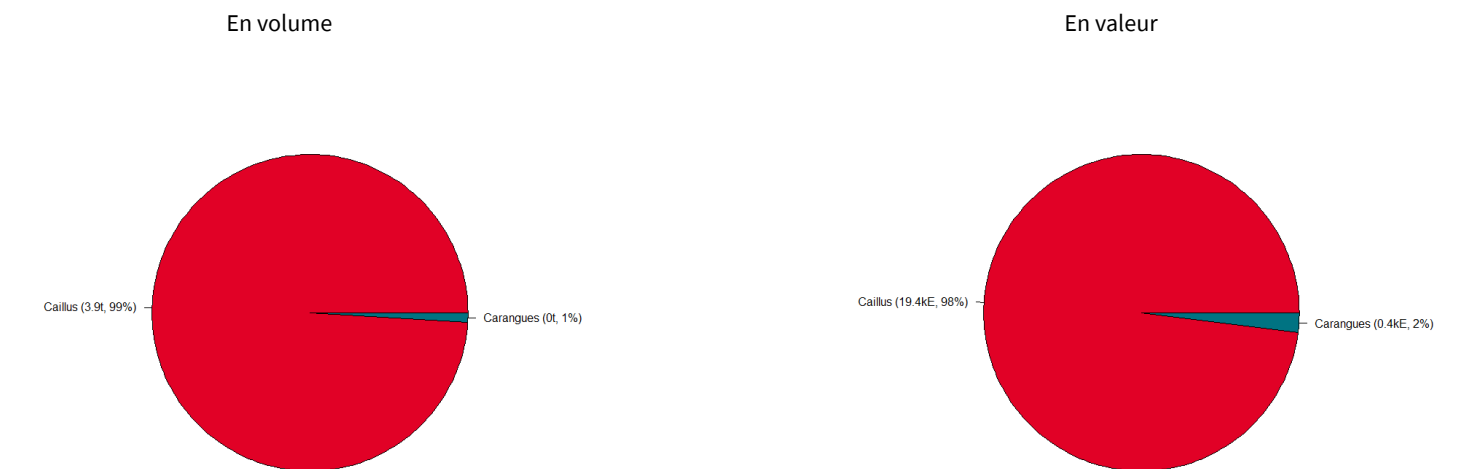 En volume
En valeur
Caillus (3.9t, 99%)
Carangues (0t, 1%)
Caillus (19.4kE, 98%)
Carangues (0.4kE, 2%)